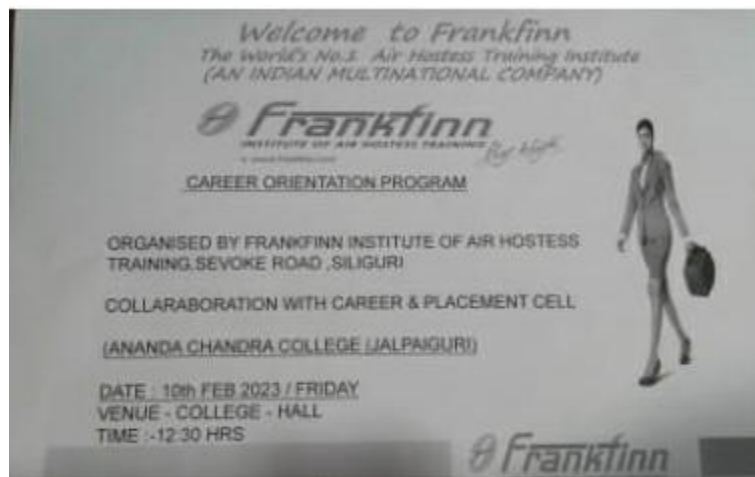 Welcome to Frankfinn
The World's No.1 Air Hostess Training Institute
(AN INDIAN MULTINATIONAL COMPANY)
Frankfinn
INSTITUTE OF AIR HOSTESS TRAINING
fly high
CAREER ORIENTATION PROGRAM
ORGANISED BY FRANKFINN INSTITUTE OF AIR HOSTESS
TRAINING,SEVOKE ROAD ,SILIGURI
COLLARABORATION WITH CAREER & PLACEMENT CELL
(ANANDA CHANDRA COLLEGE (JALPAIGURI)
DATE : 10th FEB 2023 / FRIDAY
VENUE - COLLEGE - HALL
TIME :-12:30 HRS
Frankfinn